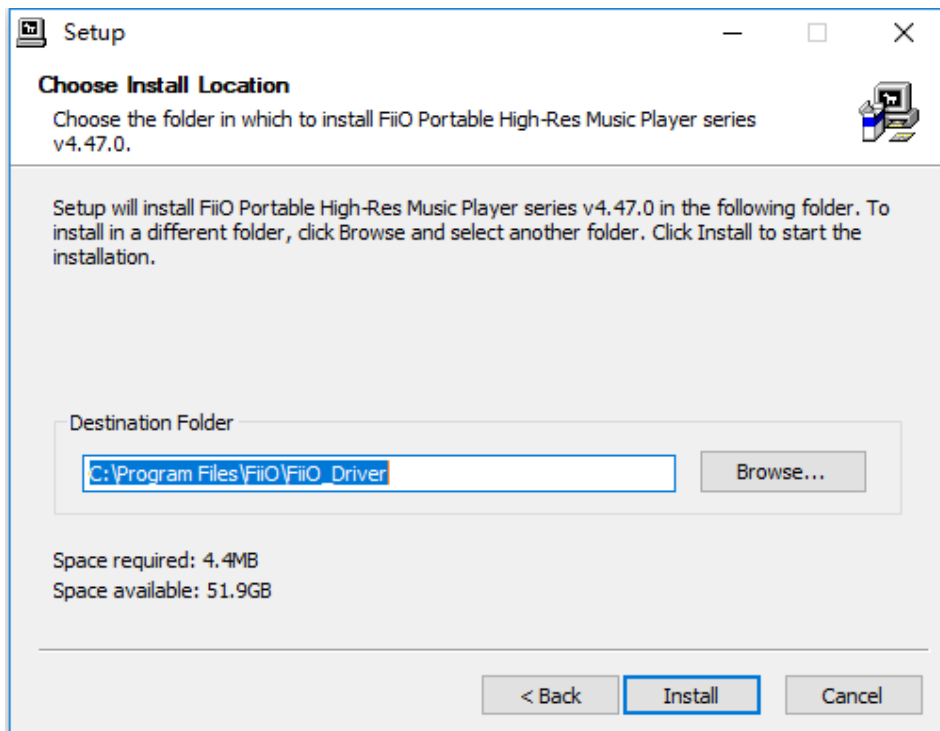 Setup
Choose Install Location
Choose the folder in which to install FiiO Portable High-Res Music Player series
v4.47.0.
Setup will install FiiO Portable High-Res Music Player series v4.47.0 in the following folder. To
install in a different folder, click Browse and select another folder. Click Install to start the
installation.
Destination Folder
C:\Program Files\FiiO\FiiO_Driver
Browse...
Space required: 4.4MB
Space available: 51.9GB
< Back
Install
Cancel